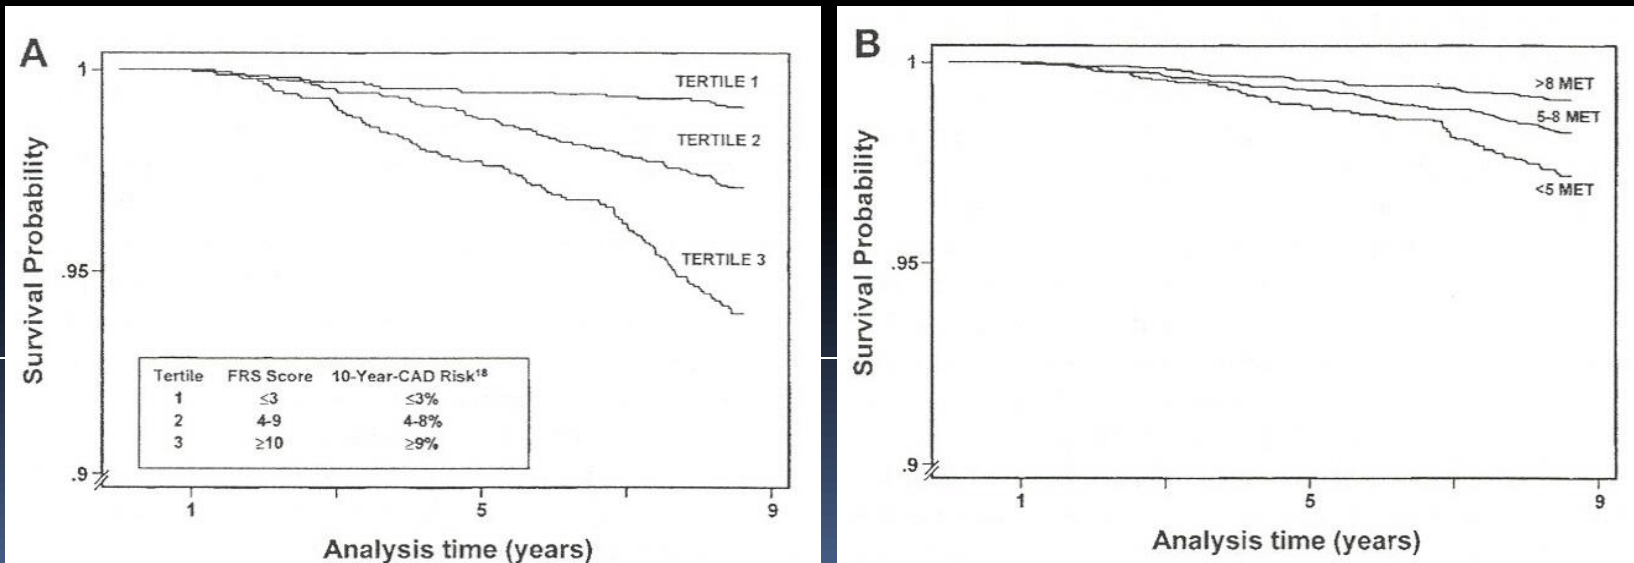 A
Survival Probability
1
.95
.9
TERTILE 1
TERTILE 2
TERTILE 3
Tertile FRS Score 10-Year-CAD Risk¹⁸
1 ≤3 ≤3%
2 4-9 4-8%
3 ≥10 ≥9%
1 5 9
Analysis time (years)
B
Survival Probability
1
.95
.9
>8 MET
5-8 MET
<5 MET
1 5 9
Analysis time (years)